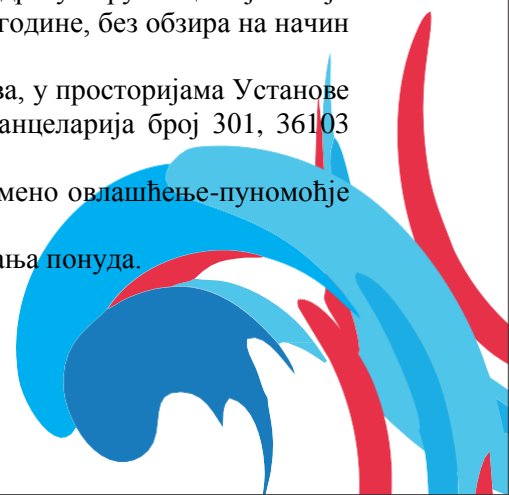 године, без обзира на начин
ва, у просторијама Установе
анцеларија број 301, 36103
мено овлашћење-пуномоћје
ања понуда.